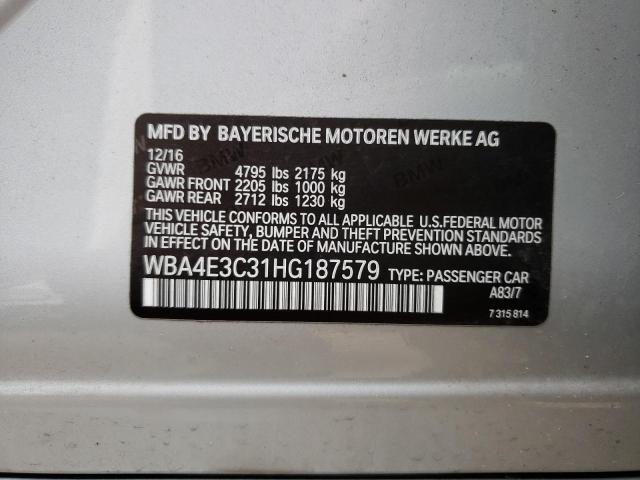 MFD BY BAYERISCHE MOTOREN WERKE AG
12/16
GVWR 4795 lbs 2175 kg
GAWR FRONT 2205 lbs 1000 kg
GAWR REAR 2712 lbs 1230 kg
THIS VEHICLE CONFORMS TO ALL APPLICABLE U.S.FEDERAL MOTOR
VEHICLE SAFETY, BUMPER AND THEFT PREVENTION STANDARDS
IN EFFECT ON THE DATE OF MANUFACTURE SHOWN ABOVE.
WBA4E3C31HG187579 TYPE: PASSENGER CAR
A83/7
7 315 814
BMW